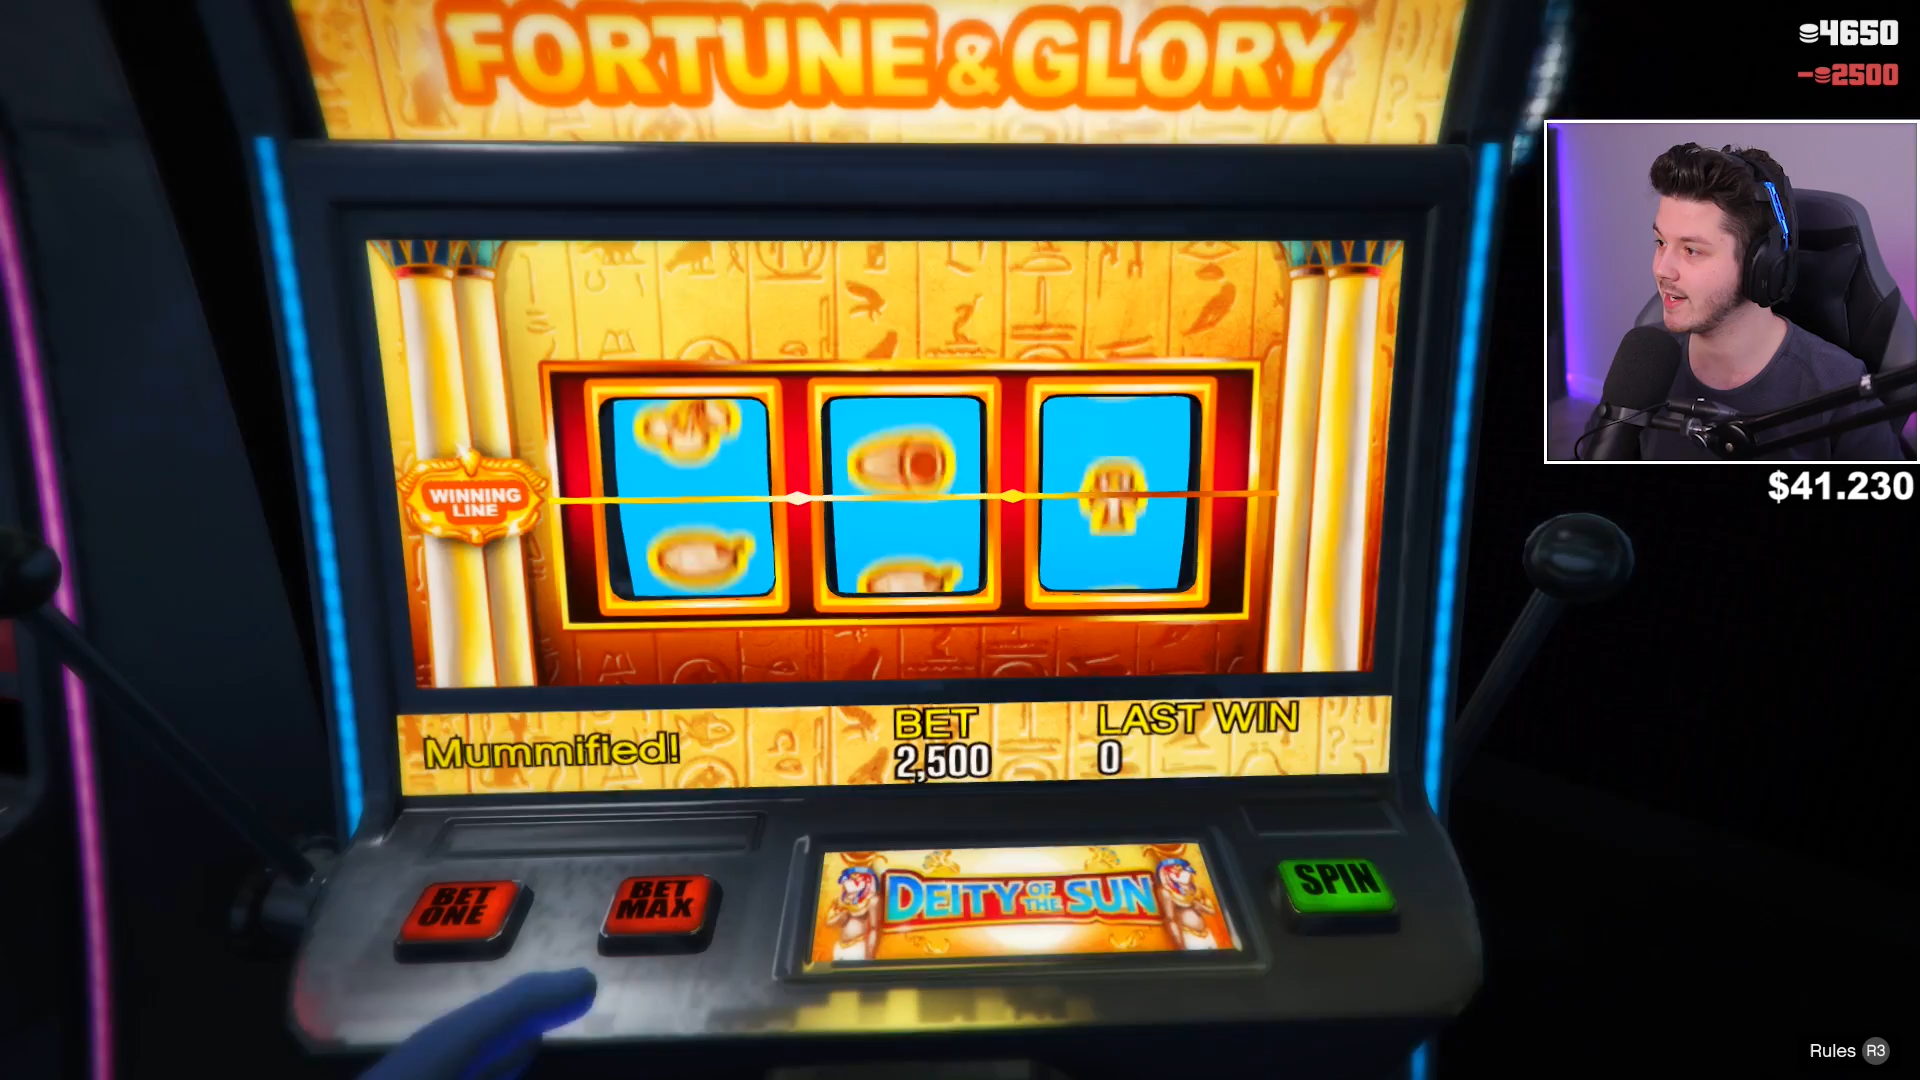 FORTUNE & GLORY
4650
-2500
$41.230
WINNING
LINE
Mummified!
BET
2,500
LAST WIN
0
BET
ONE
BET
MAX
DEITY OF THE SUN
SPIN
Rules R3